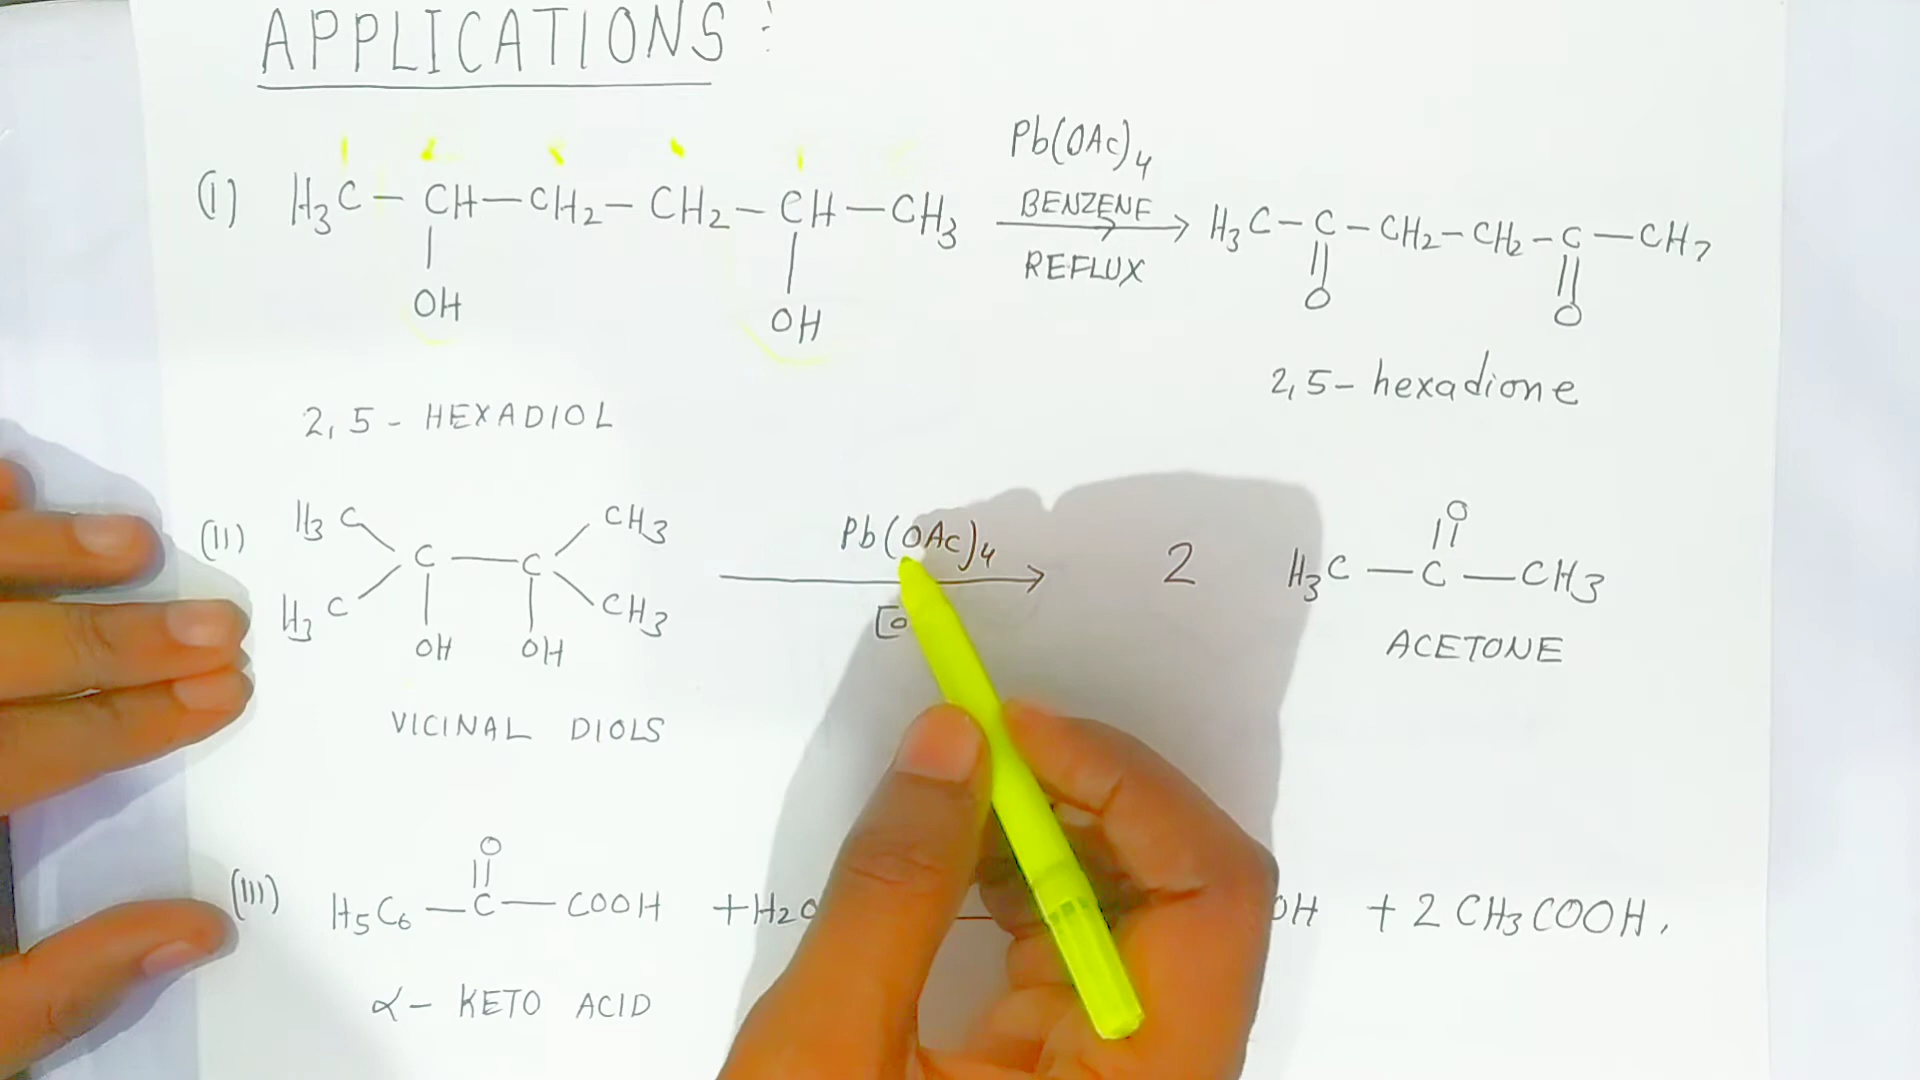 APPLICATIONS :
Pb(OAc)4
(I) H3C — CH — CH2 — CH2 — CH — CH3 BENZENE H3C — C — CH2 — CH2 — C — CH3
REFLUX
OH OH O O
2,5 - hexadione
2,5 - HEXADIOL
H3C CH3 Pb(OAc)4 O
(II) C — C 2 H3C — C — CH3
H3C CH3 [O
OH OH ACETONE
VICINAL DIOLS
O
(III) H5C6 — C — COOH + H2O OH + 2 CH3COOH.
α - KETO ACID